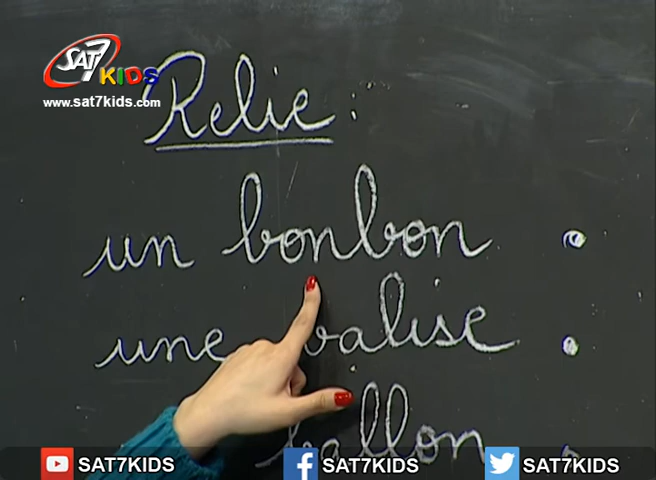 SAT7 KIDS
www.sat7kids.com
Relie :
un bonbon
une valise
ballon
SAT7KIDS SAT7KIDS SAT7KIDS